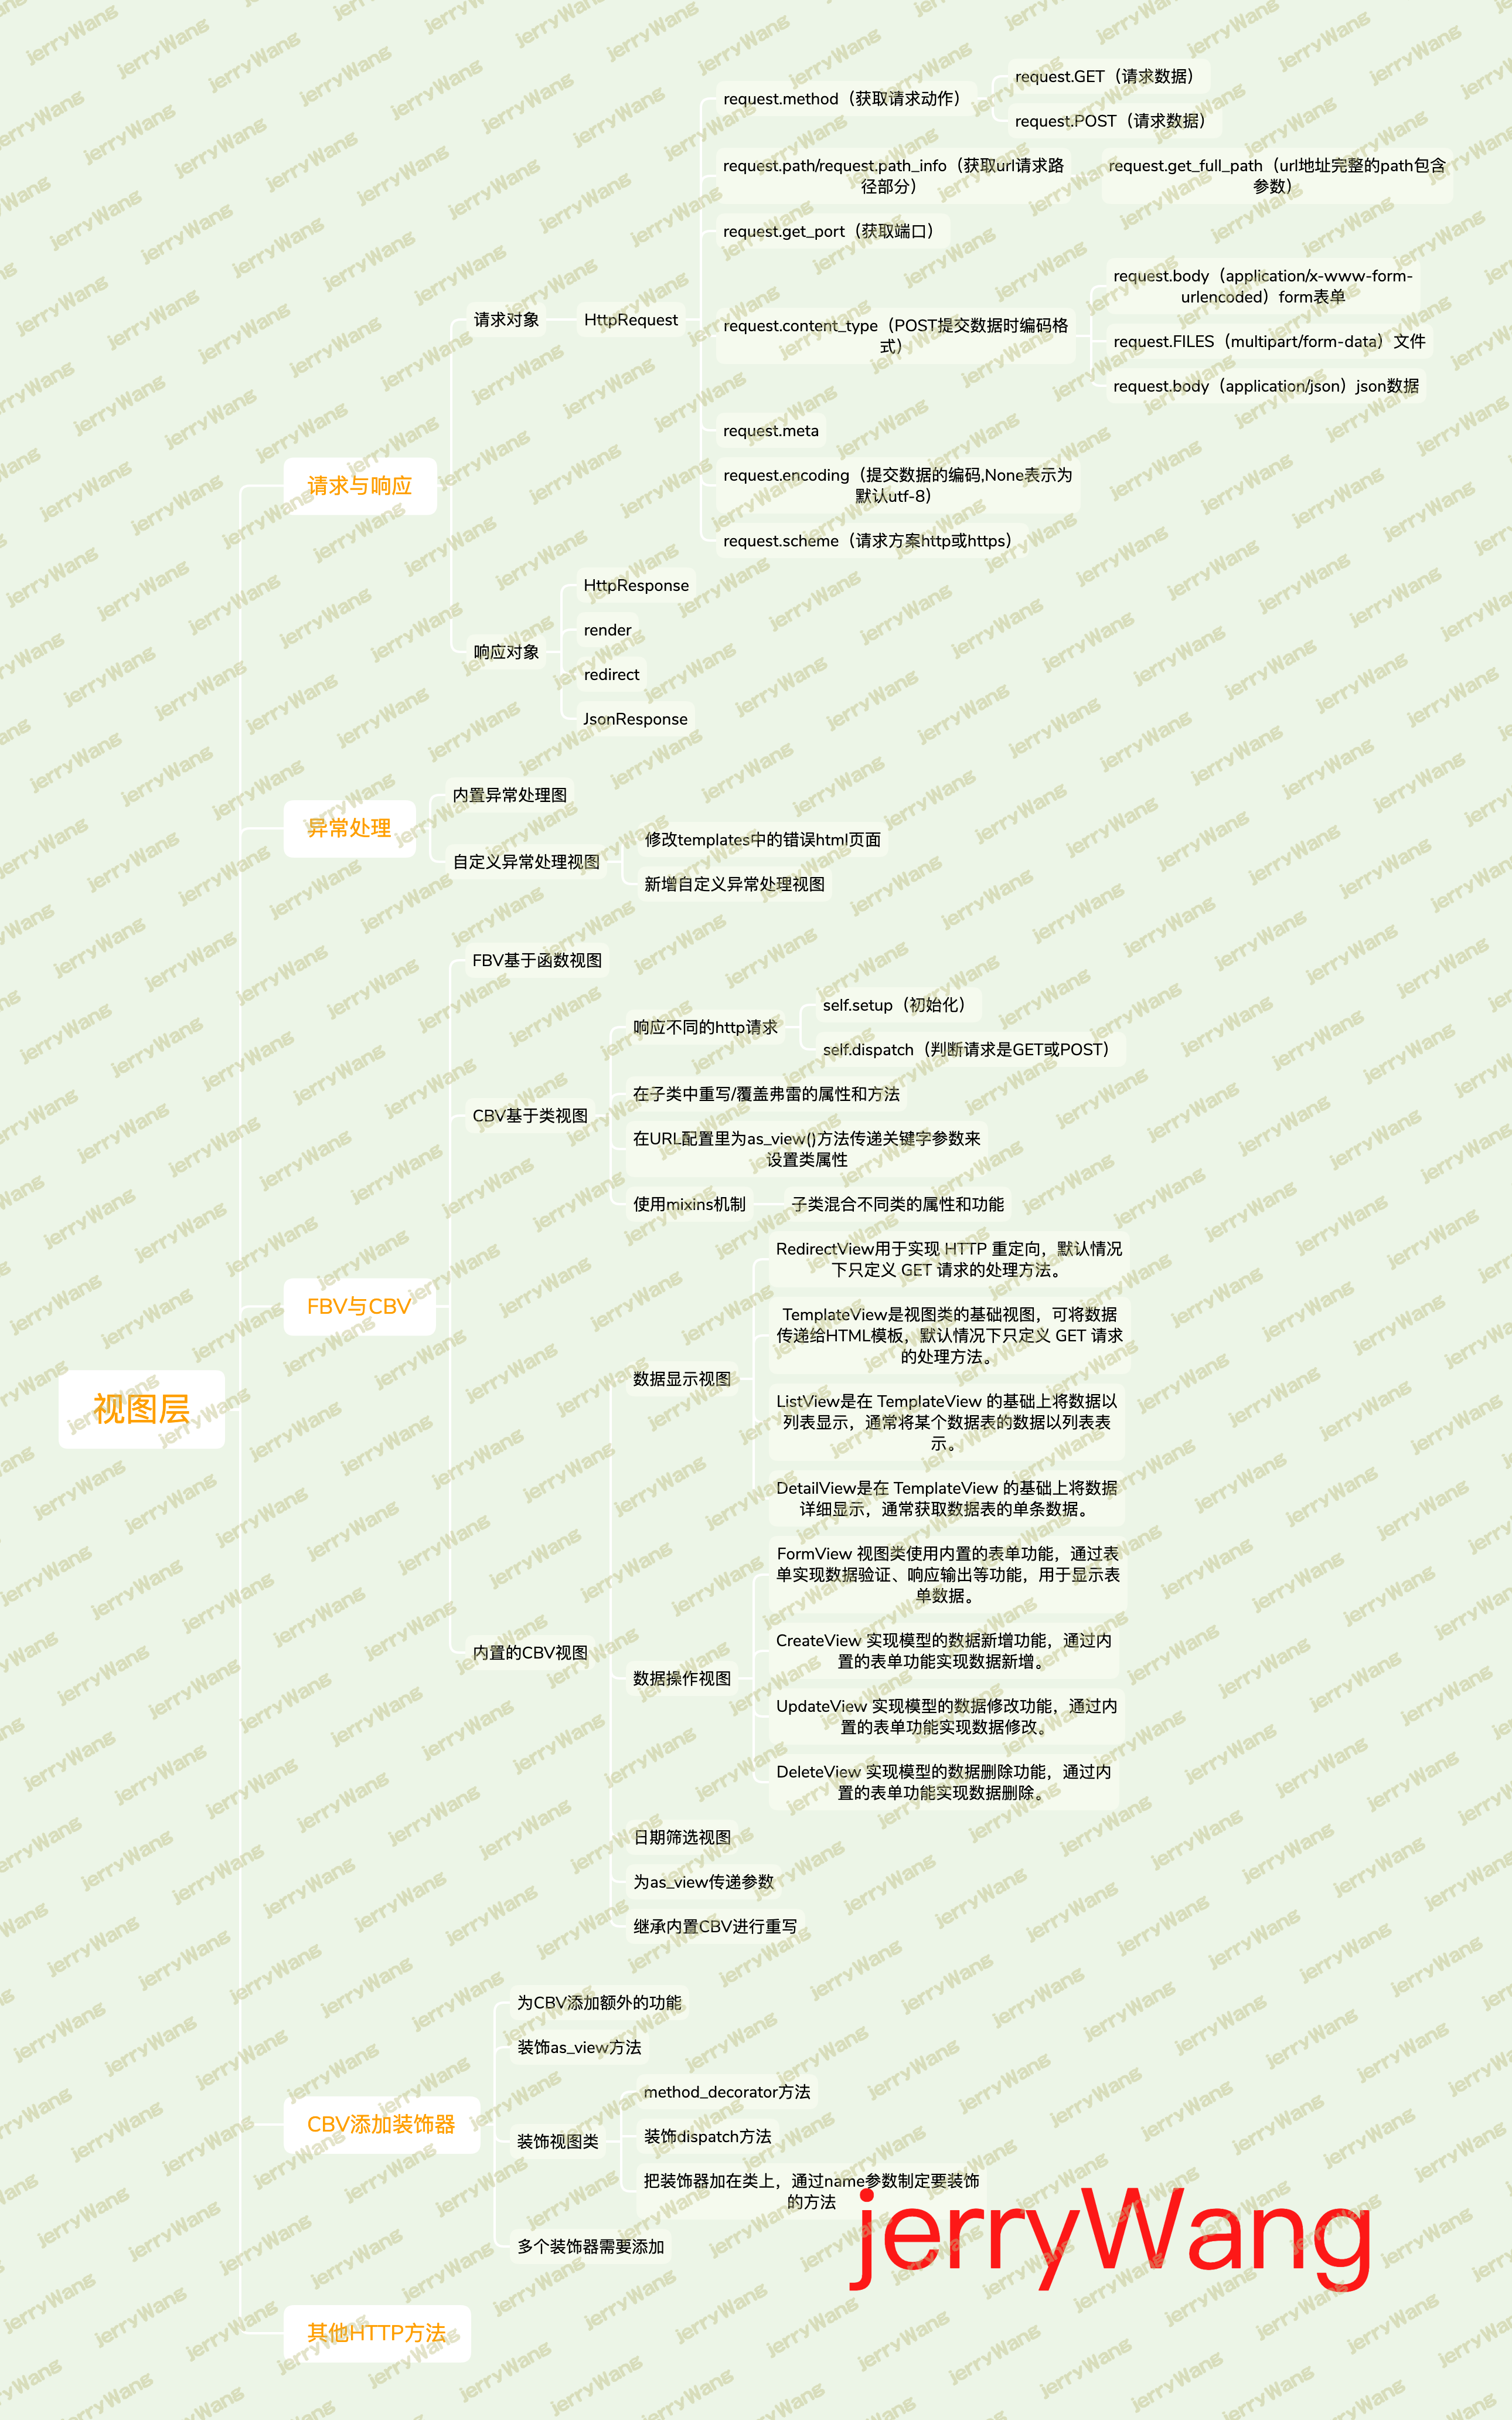 request.GET（请求数据）
request.method（获取请求动作）
request.POST（请求数据）
request.path/request.path_info（获取url请求路
径部分）
request.get_full_path（url地址完整的path包含
参数）
request.get_port（获取端口）
request.body（application/x-www-form-
urlencoded）form表单
请求对象
HttpRequest
request.content_type（POST提交数据时编码格
式）
request.FILES（multipart/form-data）文件
request.body（application/json）json数据
request.meta
请求与响应
request.encoding（提交数据的编码,None表示为
默认utf-8）
request.scheme（请求方案http或https）
HttpResponse
render
响应对象
redirect
JsonResponse
内置异常处理图
异常处理
修改templates中的错误html页面
自定义异常处理视图
新增自定义异常处理视图
FBV基于函数视图
self.setup（初始化）
响应不同的http请求
self.dispatch（判断请求是GET或POST）
在子类中重写/覆盖弗雷的属性和方法
CBV基于类视图
在URL配置里为as_view()方法传递关键字参数来
设置类属性
使用mixins机制
子类混合不同类的属性和功能
RedirectView用于实现 HTTP 重定向，默认情况
下只定义 GET 请求的处理方法。
FBV与CBV
TemplateView是视图类的基础视图，可将数据
传递给HTML模板，默认情况下只定义 GET 请求
的处理方法。
数据显示视图
视图层
ListView是在 TemplateView 的基础上将数据以
列表显示，通常将某个数据表的数据以列表表
示。
DetailView是在 TemplateView 的基础上将数据
详细显示，通常获取数据表的单条数据。
FormView 视图类使用内置的表单功能，通过表
单实现数据验证、响应输出等功能，用于显示表
单数据。
内置的CBV视图
CreateView 实现模型的数据新增功能，通过内
置的表单功能实现数据新增。
数据操作视图
UpdateView 实现模型的数据修改功能，通过内
置的表单功能实现数据修改。
DeleteView 实现模型的数据删除功能，通过内
置的表单功能实现数据删除。
日期筛选视图
为as_view传递参数
继承内置CBV进行重写
为CBV添加额外的功能
装饰as_view方法
method_decorator方法
CBV添加装饰器
装饰视图类
装饰dispatch方法
把装饰器加在类上，通过name参数制定要装饰
的方法
多个装饰器需要添加
jerryWang
其他HTTP方法